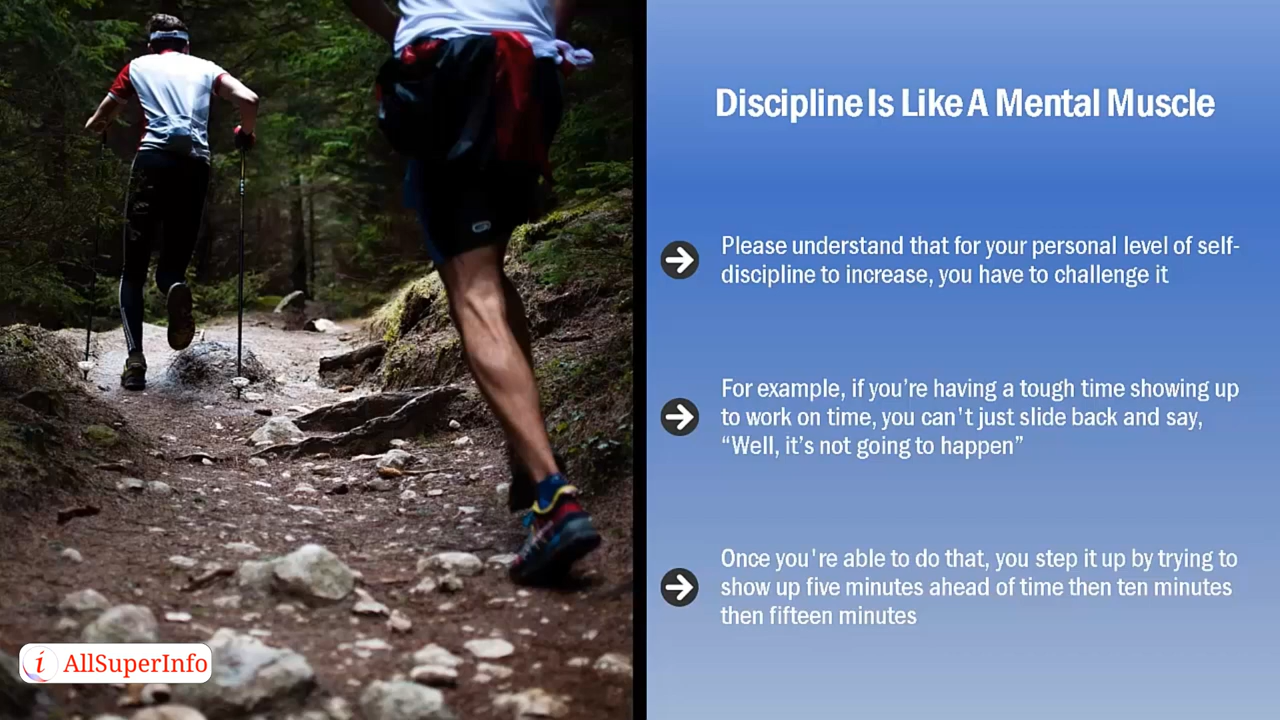 Discipline Is Like A Mental Muscle
Please understand that for your personal level of self-
discipline to increase, you have to challenge it
For example, if you're having a tough time showing up
to work on time, you can't just slide back and say,
“Well, it's not going to happen”
Once you're able to do that, you step it up by trying to
show up five minutes ahead of time then ten minutes
then fifteen minutes
i AllSuperInfo